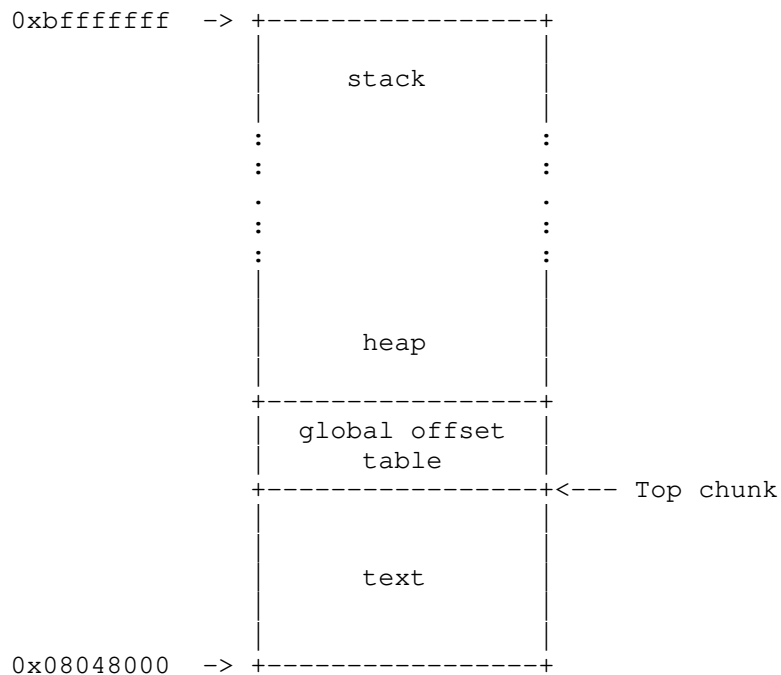 0xbfffffff -> +-----------------+
| |
| stack |
| |
: :
: :
. .
: :
: :
| |
| |
| heap |
| |
+-----------------+
| global offset |
| table |
+-----------------+<--- Top chunk
| |
| |
| text |
| |
| |
0x08048000 -> +-----------------+